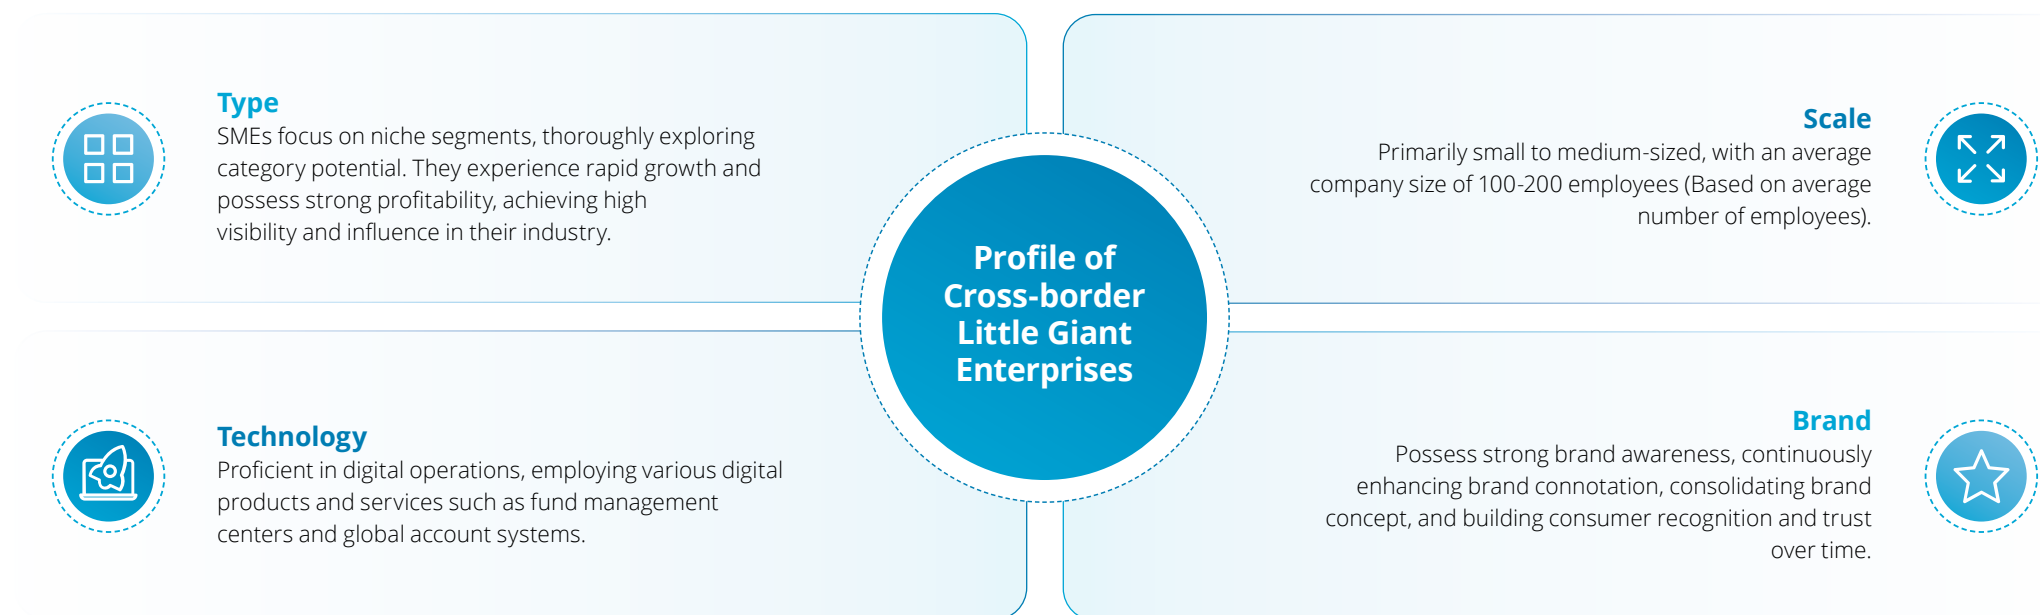 Type
SMEs focus on niche segments, thoroughly exploring
category potential. They experience rapid growth and
possess strong profitability, achieving high
visibility and influence in their industry.
Scale
Primarily small to medium-sized, with an average
company size of 100-200 employees (Based on average
number of employees).
Profile of
Cross-border
Little Giant
Enterprises
Technology
Proficient in digital operations, employing various digital
products and services such as fund management
centers and global account systems.
Brand
Possess strong brand awareness, continuously
enhancing brand connotation, consolidating brand
concept, and building consumer recognition and trust
over time.